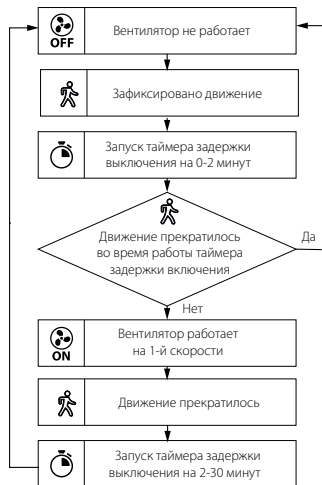 OFF
Вентилятор не работает
Зафиксировано движение
Запуск таймера задержки
выключения на 0-2 минут
Движение прекратилось
во время работы таймера
задержки включения
Да
Нет
ON
Вентилятор работает
на 1-й скорости
Движение прекратилось
Запуск таймера задержки
выключения на 2-30 минут